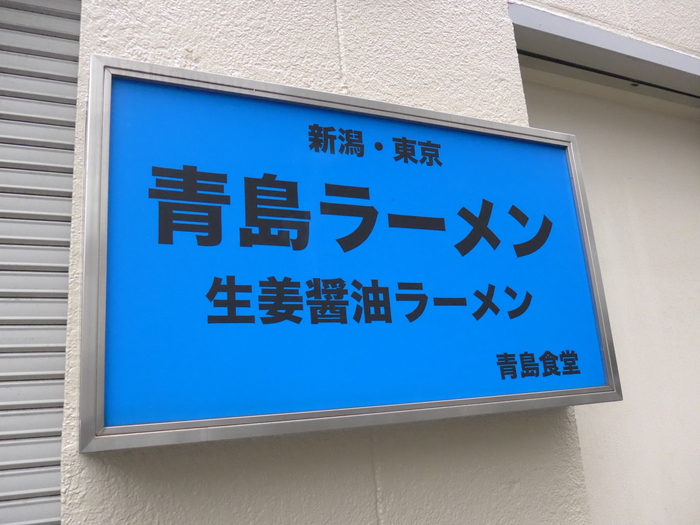 新潟・東京
青島ラーメン
生姜醤油ラーメン
青島食堂